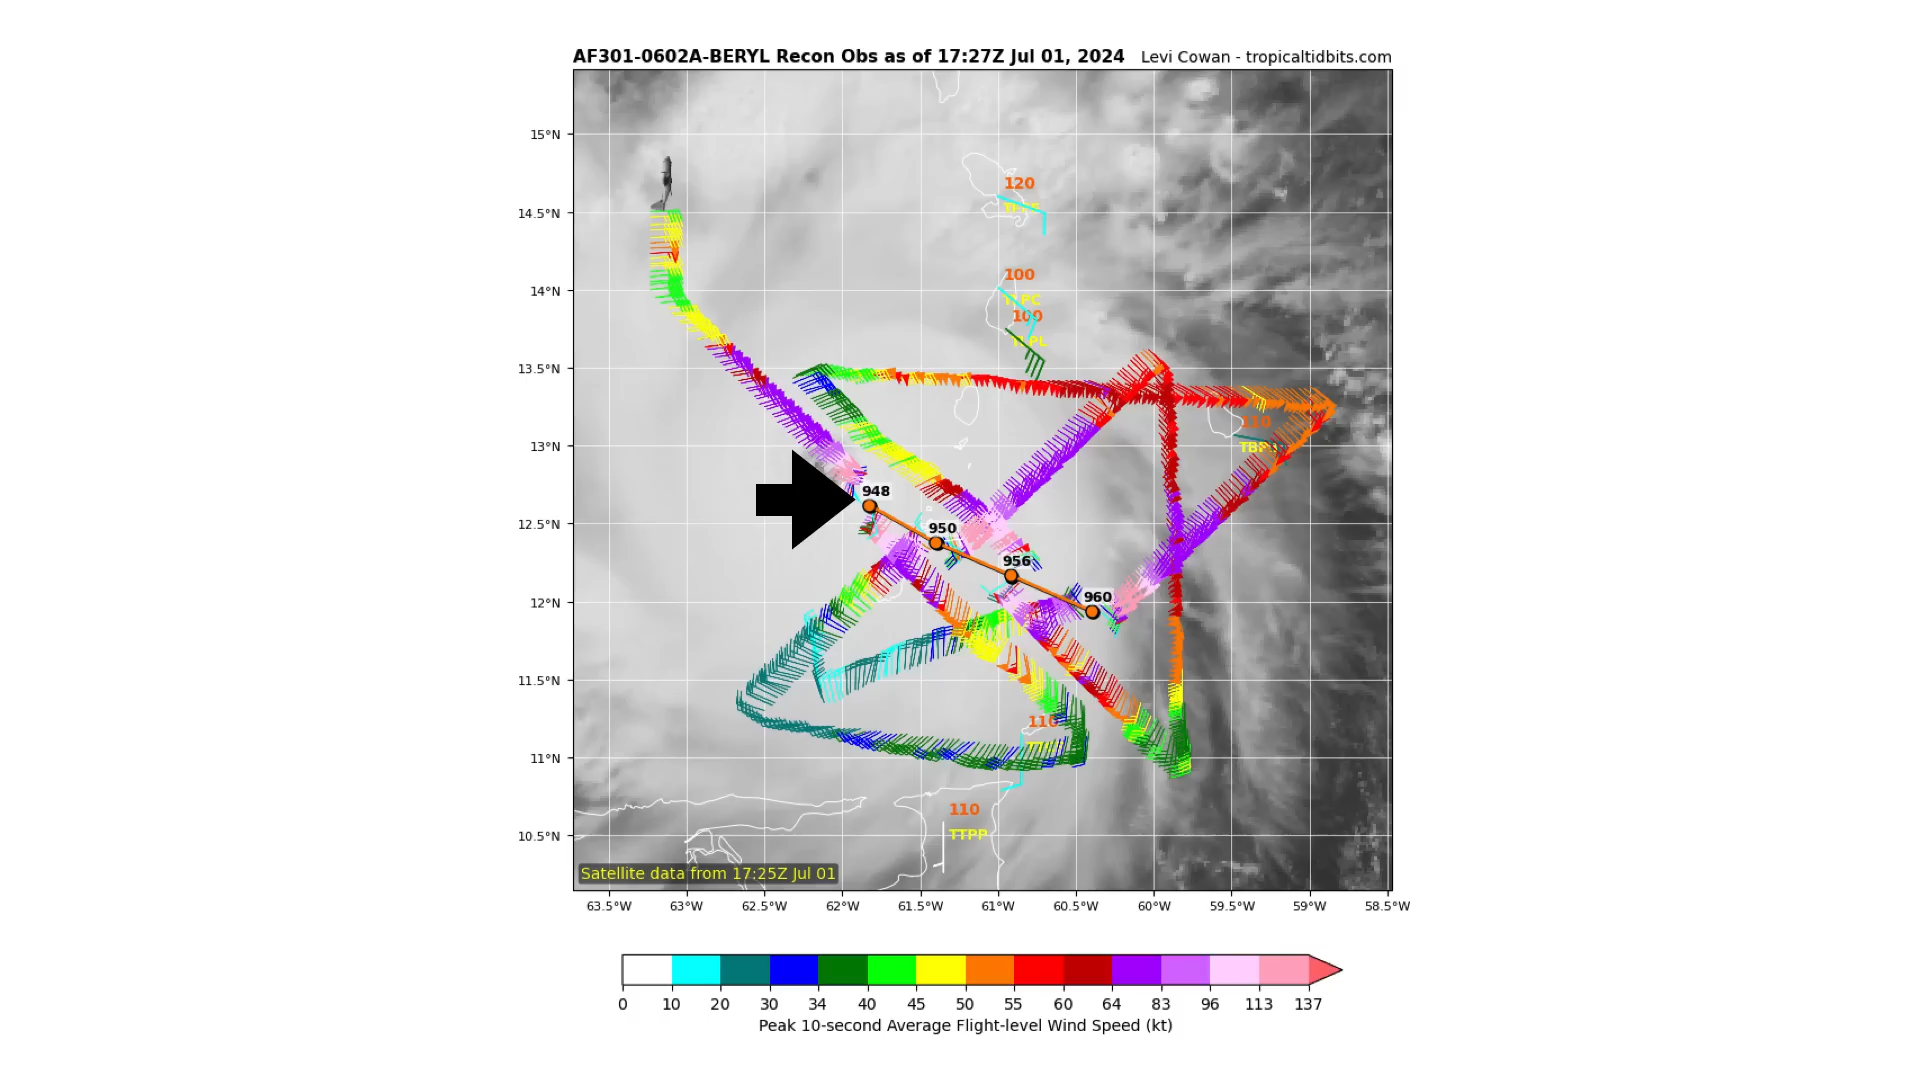 AF301-0602A-BERYL Recon Obs as of 17:27Z Jul 01, 2024 Levi Cowan - tropicaltidbits.com
15°N
120
14.5°N
14°N
100
100
TLPL
13.5°N
13°N
110
948
12.5°N
950
956
12°N
960
11.5°N
110
11°N
110
10.5°N
TTPP
Satellite data from 17:25Z Jul 01
63.5°W 63°W 62.5°W 62°W 61.5°W 61°W 60.5°W 60°W 59.5°W 59°W 58.5°W
0 10 20 30 34 40 45 50 55 60 64 83 96 113 137
Peak 10-second Average Flight-level Wind Speed (kt)